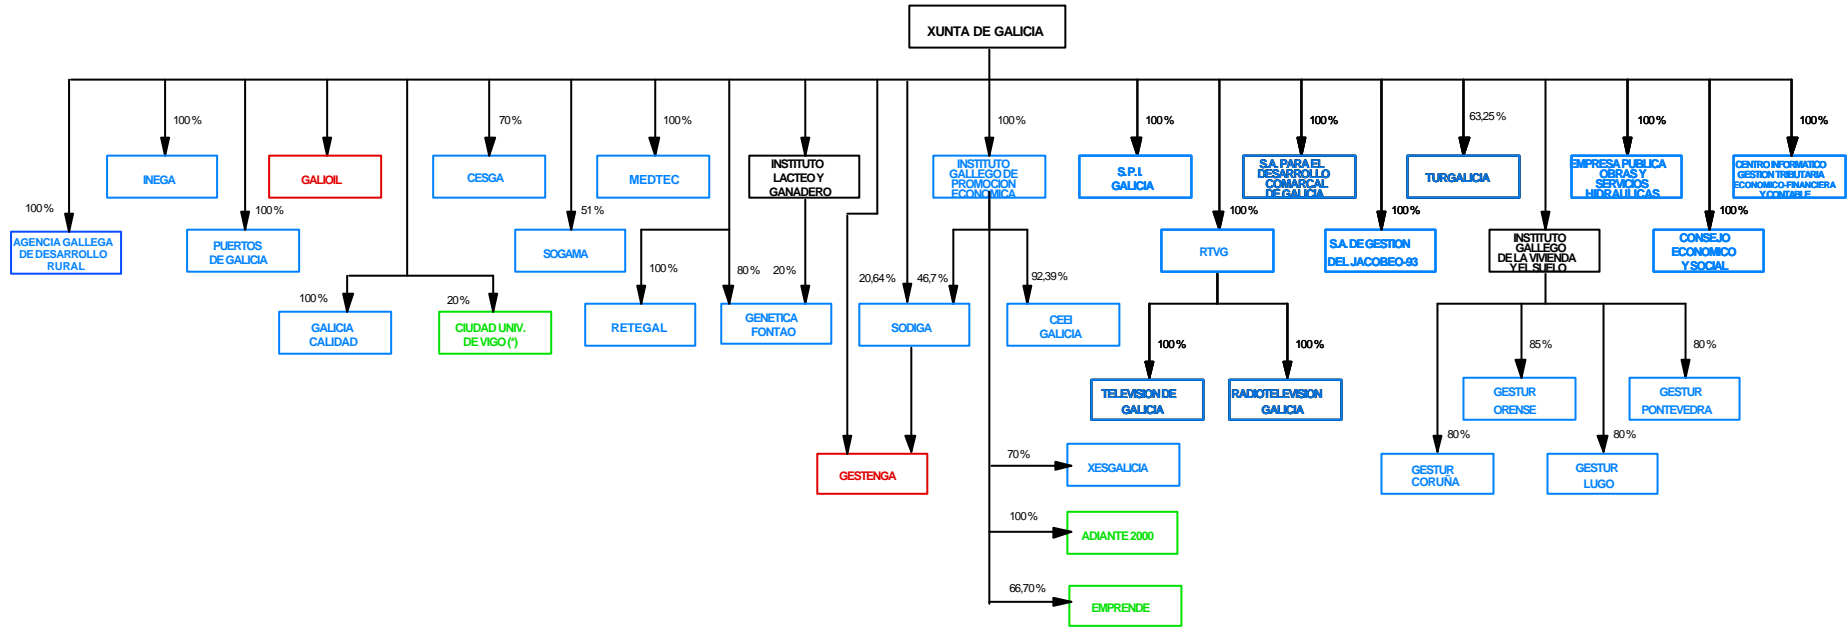 XUNTA DE GALICIA
100%
70%
100%
100%
100%
100%
63,25%
100%
100%
INEGA
GALIOIL
CESGA
MEDTEC
INSTITUTO
LACTEO Y
GANADERO
INSTITUTO
GALLEGO DE
PROMOCION
ECONOMICA
S.P.I.
GALICIA
S.A. PARA EL
DESARROLLO
COMARCAL
DE GALICIA
TURGALICIA
EMPRESA PUBLICA
OBRAS Y
SERVICIOS
HIDRAULICAS
CENTRO INFORMATICO
GESTION TRIBUTARIA
ECONOMICO-FINANCIERA
Y CONTABLE
100%
100%
51%
100%
100%
100%
AGENCIA GALLEGA
DE DESARROLLO
RURAL
PUERTOS
DE GALICIA
SOGAMA
RTVG
S.A. DE GESTION
DEL JACOBEO-93
INSTITUTO
GALLEGO
DE LA VIVIENDA
Y EL SUELO
CONSEJO
ECONOMICO
Y SOCIAL
100%
20%
100%
80%
20%
20,64%
46,7%
92,39%
GALICIA
CALIDAD
CIUDAD UNIV.
DE VIGO (*)
RETEGAL
GENETICA
FONTAO
SODIGA
CEEI
GALICIA
100%
100%
85%
80%
TELEVISION DE
GALICIA
RADIOTELEVISION
GALICIA
GESTUR
ORENSE
GESTUR
PONTEVEDRA
80%
80%
GESTENGA
70%
XESGALICIA
GESTUR
CORUÑA
GESTUR
LUGO
100%
ADIANTE 2000
66,70%
EMPRENDE